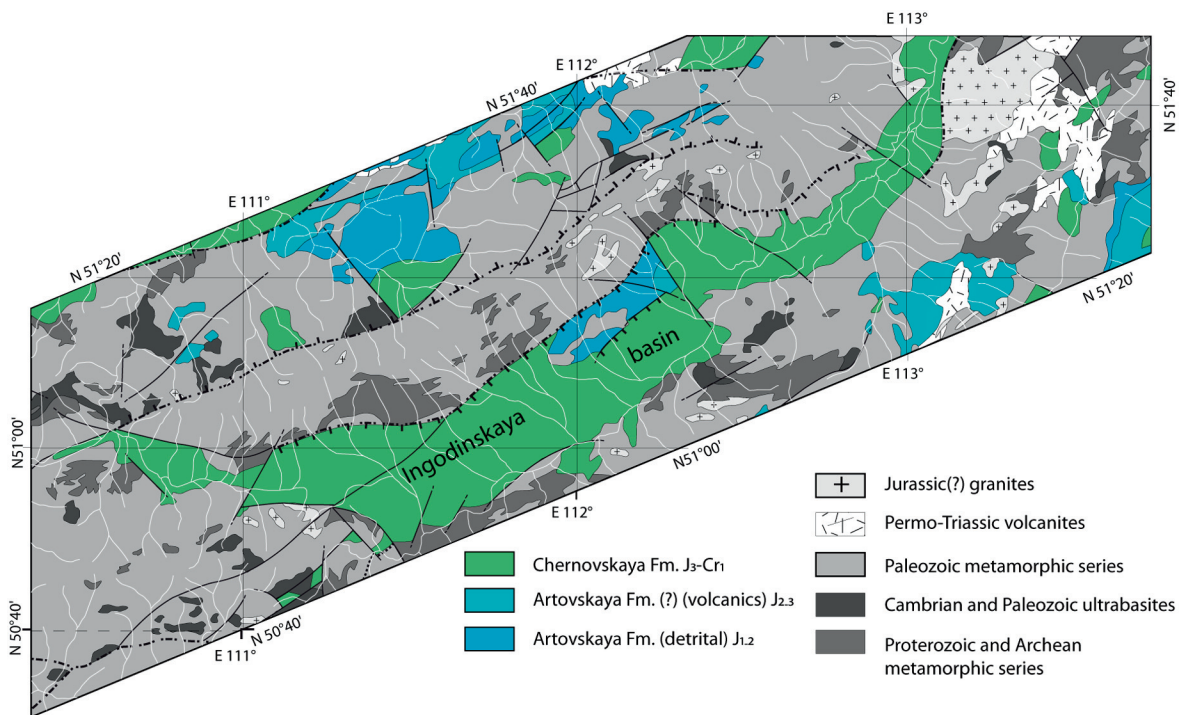 E 113°
E 112°
N 51°40'
N 51°40'
E 111°
N 51°20'
N 51°20'
basin
E 113°
Ingodinskaya
N51°00'
N51°00'
E 112°
N 50°40'
N 50°40'
E 111°
Chernovskaya Fm. J₃-Cr₁
Artovskaya Fm. (?) (volcanics) J₂.₃
Artovskaya Fm. (detrital) J₁.₂
Jurassic(?) granites
Permo-Triassic volcanites
Paleozoic metamorphic series
Cambrian and Paleozoic ultrabasites
Proterozoic and Archean
metamorphic series